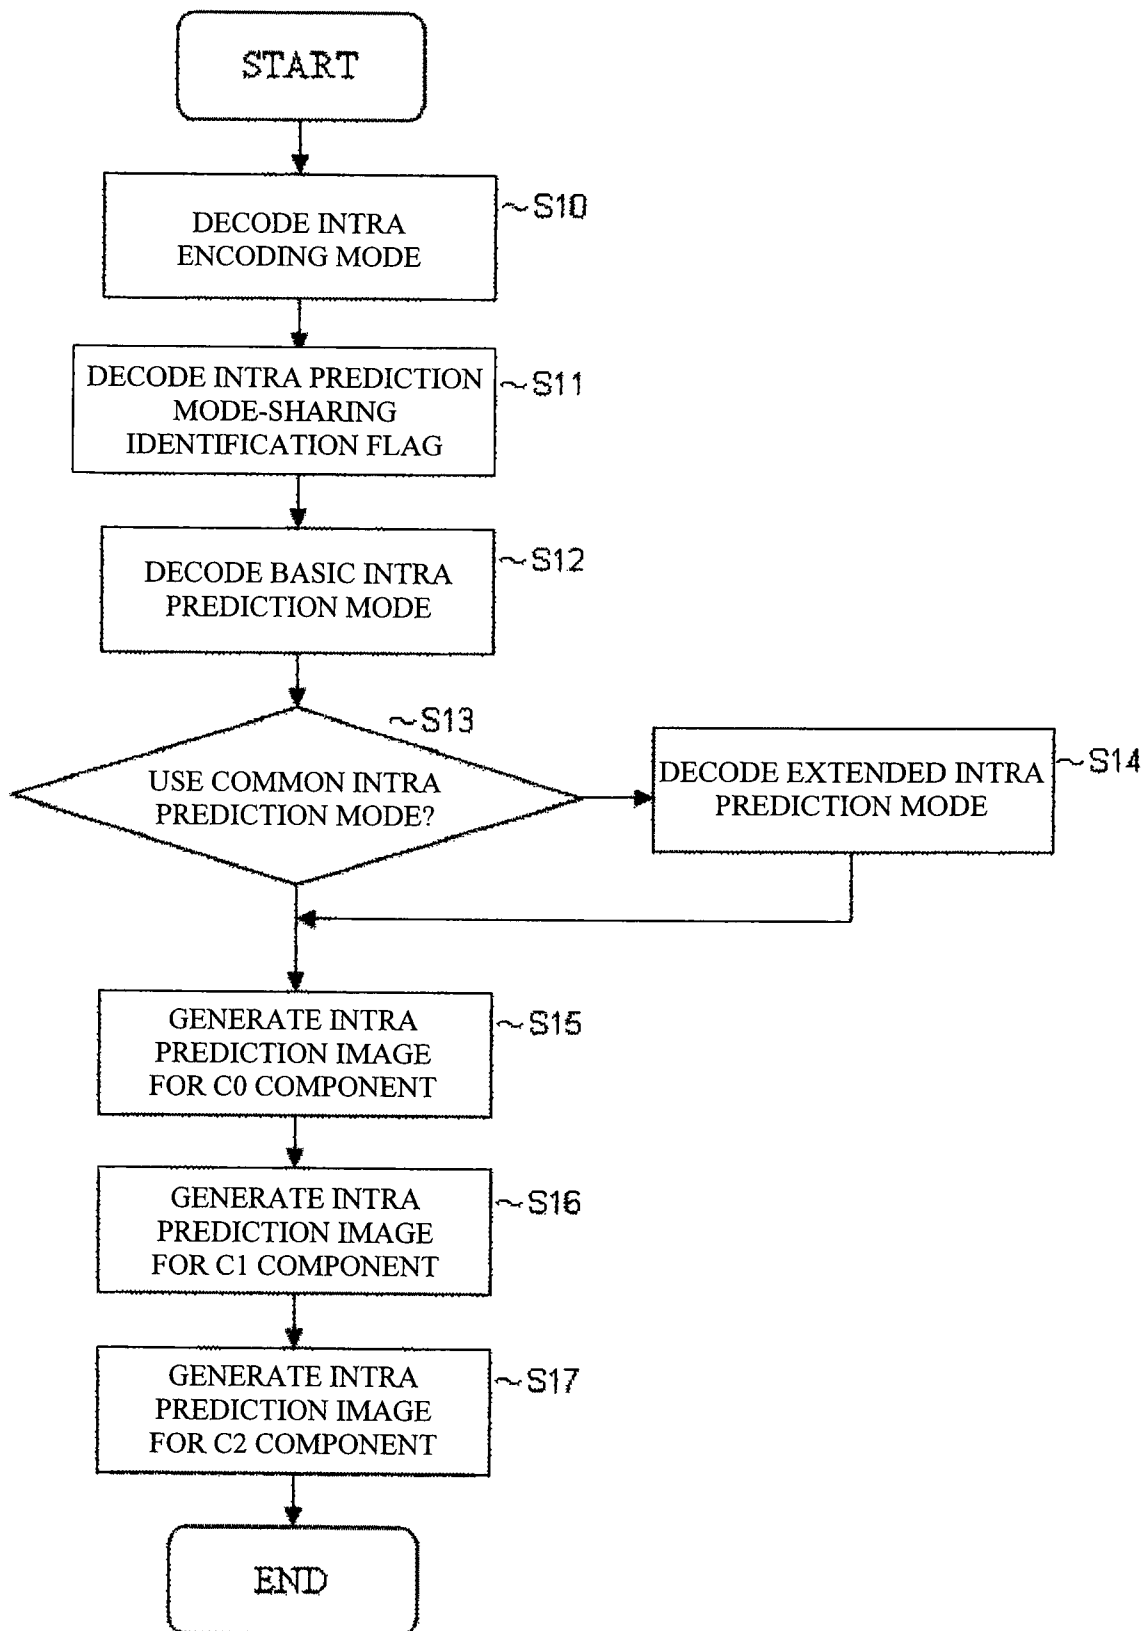 START
DECODE INTRA
ENCODING MODE
~S10
DECODE INTRA PREDICTION
MODE-SHARING
IDENTIFICATION FLAG
~S11
DECODE BASIC INTRA
PREDICTION MODE
~S12
~S13
USE COMMON INTRA
PREDICTION MODE?
DECODE EXTENDED INTRA
PREDICTION MODE
~S14
GENERATE INTRA
PREDICTION IMAGE
FOR C0 COMPONENT
~S15
GENERATE INTRA
PREDICTION IMAGE
FOR C1 COMPONENT
~S16
GENERATE INTRA
PREDICTION IMAGE
FOR C2 COMPONENT
~S17
END